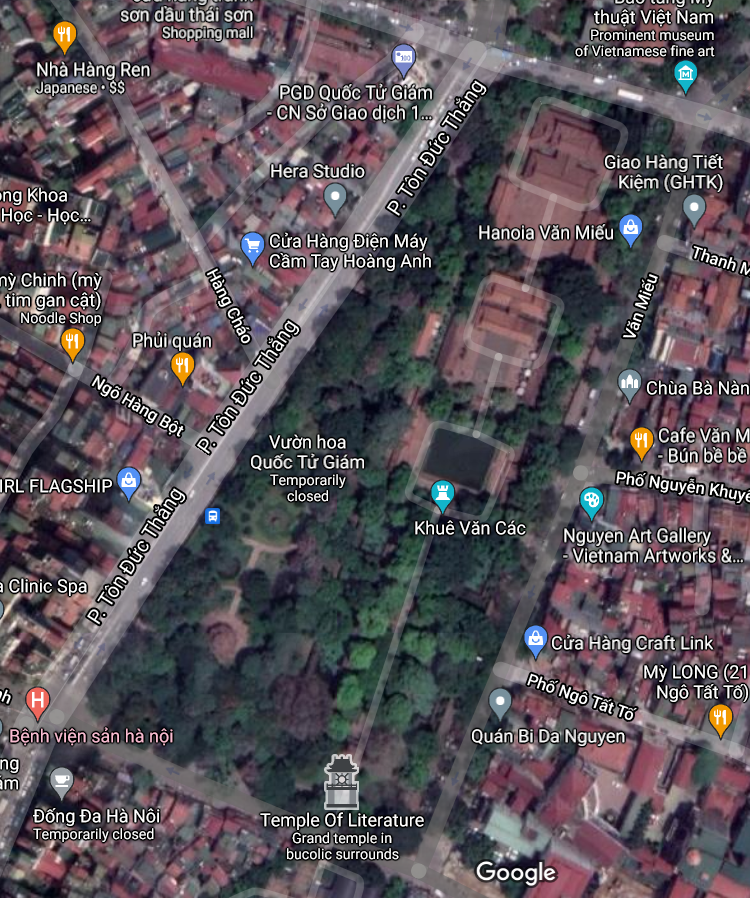 sơn dầu thái sơn
Shopping mall
Nhà Hàng Ren
Japanese • $$
PGD Quốc Tử Giám
- CN Sở Giao dịch 1...
thuật Việt Nam
Prominent museum
of Vietnamese fine art
P. Tôn Đức Thắng
Hera Studio
Giao Hàng Tiết
Kiệm (GHTK)
ong Khoa
Học - Học...
Hanoia Văn Miếu
Cửa Hàng Điện Máy
Cầm Tay Hoàng Anh
Thanh M
mỳ Chinh (mỳ
tim gan cật)
Noodle Shop
Hàng Cháo
Văn Miếu
Phủi quán
P. Tôn Đức Thắng
Ngõ Hàng Bột
Chùa Bà Nàn
Vườn hoa
Quốc Tử Giám
Temporarily
closed
Cafe Văn M
- Bún bề bề
IRL FLAGSHIP
Phố Nguyễn Khuyế
Khuê Văn Các
Nguyen Art Gallery
- Vietnam Artworks &...
P. Tôn Đức Thắng
a Clinic Spa
Cửa Hàng Craft Link
Mỳ LONG (21
Ngô Tất Tố)
Phố Ngô Tất Tố
nh
H
Bệnh viện sản hà nội
Quán Bi Da Nguyen
ng
ám
Đống Đa Hà Nôi
Temporarily closed
Temple Of Literature
Grand temple in
bucolic surrounds
Google